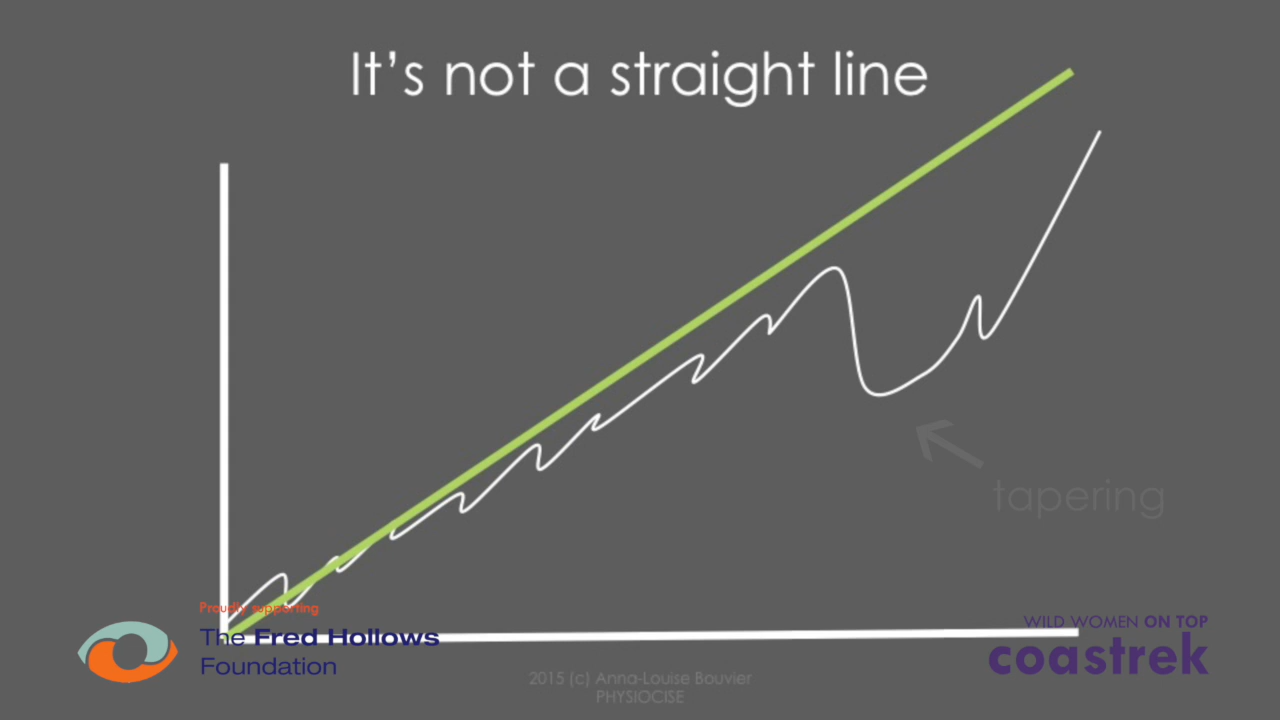 It's not a straight line
tapering
Proudly supporting
The Fred Hollows
Foundation
WILD WOMEN ON TOP
coastrek
2015 (c) Anna-Louise Bouvier
PHYSIOCISE